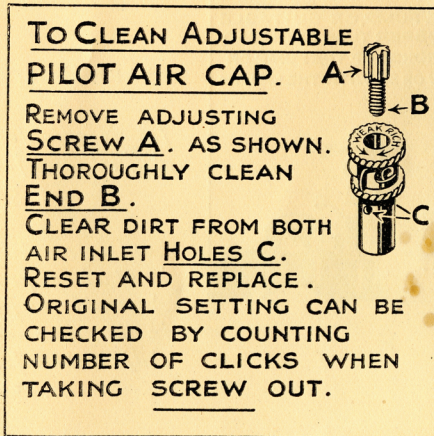 TO CLEAN ADJUSTABLE
PILOT AIR CAP.
A
B
REMOVE ADJUSTING
SCREW A. AS SHOWN.
WEAK RICH
THOROUGHLY CLEAN
END B.
CLEAR DIRT FROM BOTH
C
AIR INLET HOLES C.
RESET AND REPLACE.
ORIGINAL SETTING CAN BE
CHECKED BY COUNTING
NUMBER OF CLICKS WHEN
TAKING SCREW OUT.